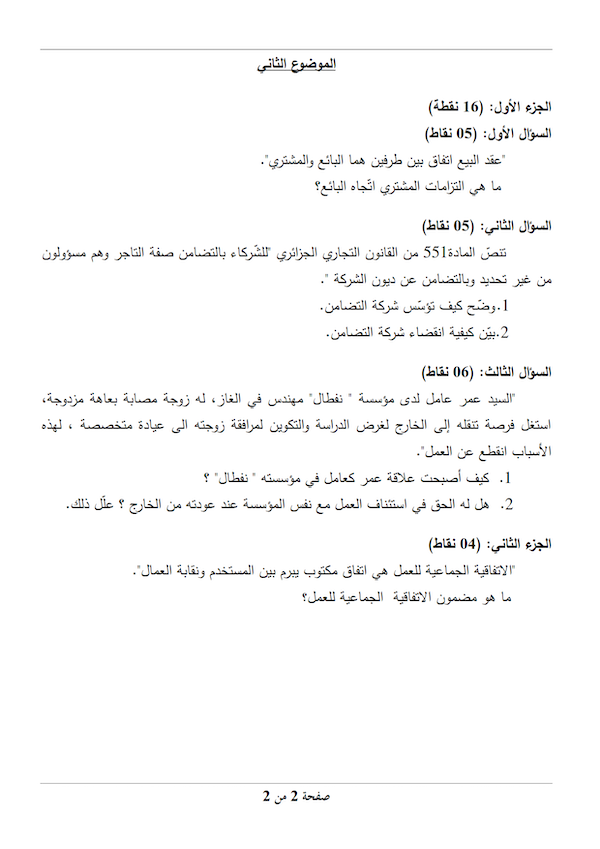 الموضوع الثاني
الجزء الأول: (16 نقطة)
السؤال الأول: (05 نقاط)
"عقد البيع اتفاق بين طرفين هما البائع والمشتري".
ما هي التزامات المشتري اتّجاه البائع؟
السؤال الثاني: (05 نقاط)
تنصّ المادة551 من القانون التجاري الجزائري "للشّركاء بالتضامن صفة التاجر وهم مسؤولون
من غير تحديد وبالتضامن عن ديون الشركة ".
1.وضّح كيف تؤسّس شركة التضامن.
2.بيّن كيفية انقضاء شركة التضامن.
السؤال الثالث: (06 نقاط)
"السيد عمر عامل لدى مؤسسة " نفطال" مهندس في الغاز، له زوجة مصابة بعاهة مزدوجة،
استغل فرصة تنقله إلى الخارج لغرض الدراسة والتكوين لمرافقة زوجته الى عيادة متخصصة ، لهذه
الأسباب انقطع عن العمل".
1. كيف أصبحت علاقة عمر كعامل في مؤسسته " نفطال" ؟
2. هل له الحق في استئناف العمل مع نفس المؤسسة عند عودته من الخارج ؟ علّل ذلك.
الجزء الثاني: (04 نقاط)
"الاتفاقية الجماعية للعمل هي اتفاق مكتوب يبرم بين المستخدم ونقابة العمال".
ما هو مضمون الاتفاقية الجماعية للعمل؟
صفحة 2 من 2